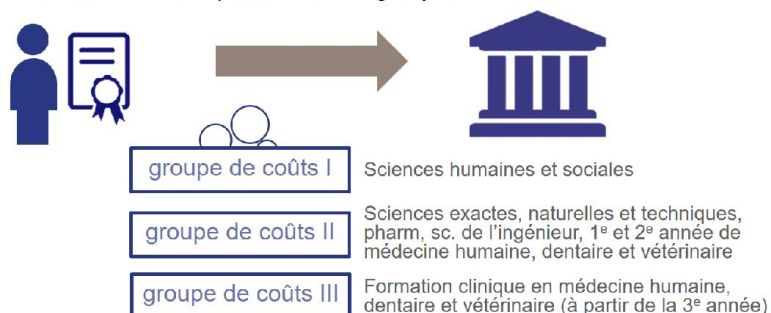 groupe de coûts I
Sciences humaines et sociales
groupe de coûts II
Sciences exactes, naturelles et techniques,
pharm, sc. de l'ingénieur, 1e et 2e année de
médecine humaine, dentaire et vétérinaire
groupe de coûts III
Formation clinique en médecine humaine,
dentaire et vétérinaire (à partir de la 3e année)